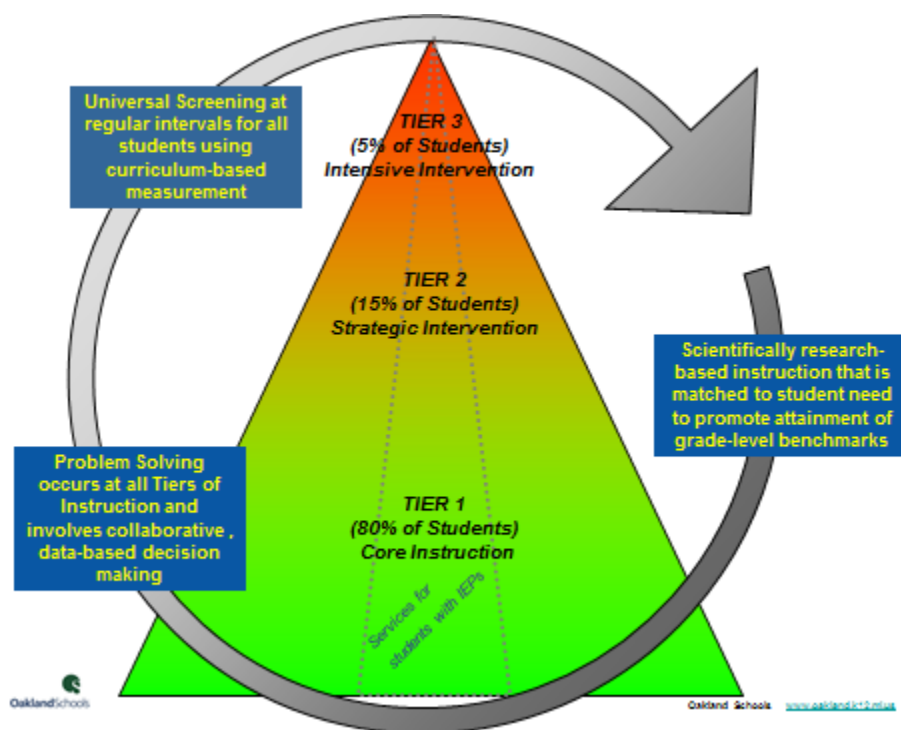 Universal Screening at
regular intervals for all
students using
curriculum-based
measurement
TIER 3
(5% of Students)
Intensive Intervention
TIER 2
(15% of Students)
Strategic Intervention
Scientifically research-
based instruction that is
matched to student need
to promote attainment of
grade-level benchmarks
Problem Solving
occurs at all Tiers of
Instruction and
involves collaborative ,
data-based decision
making
TIER 1
(80% of Students)
Core Instruction
Services for
students with IEPs
OaklandSchools
Oakland Schools